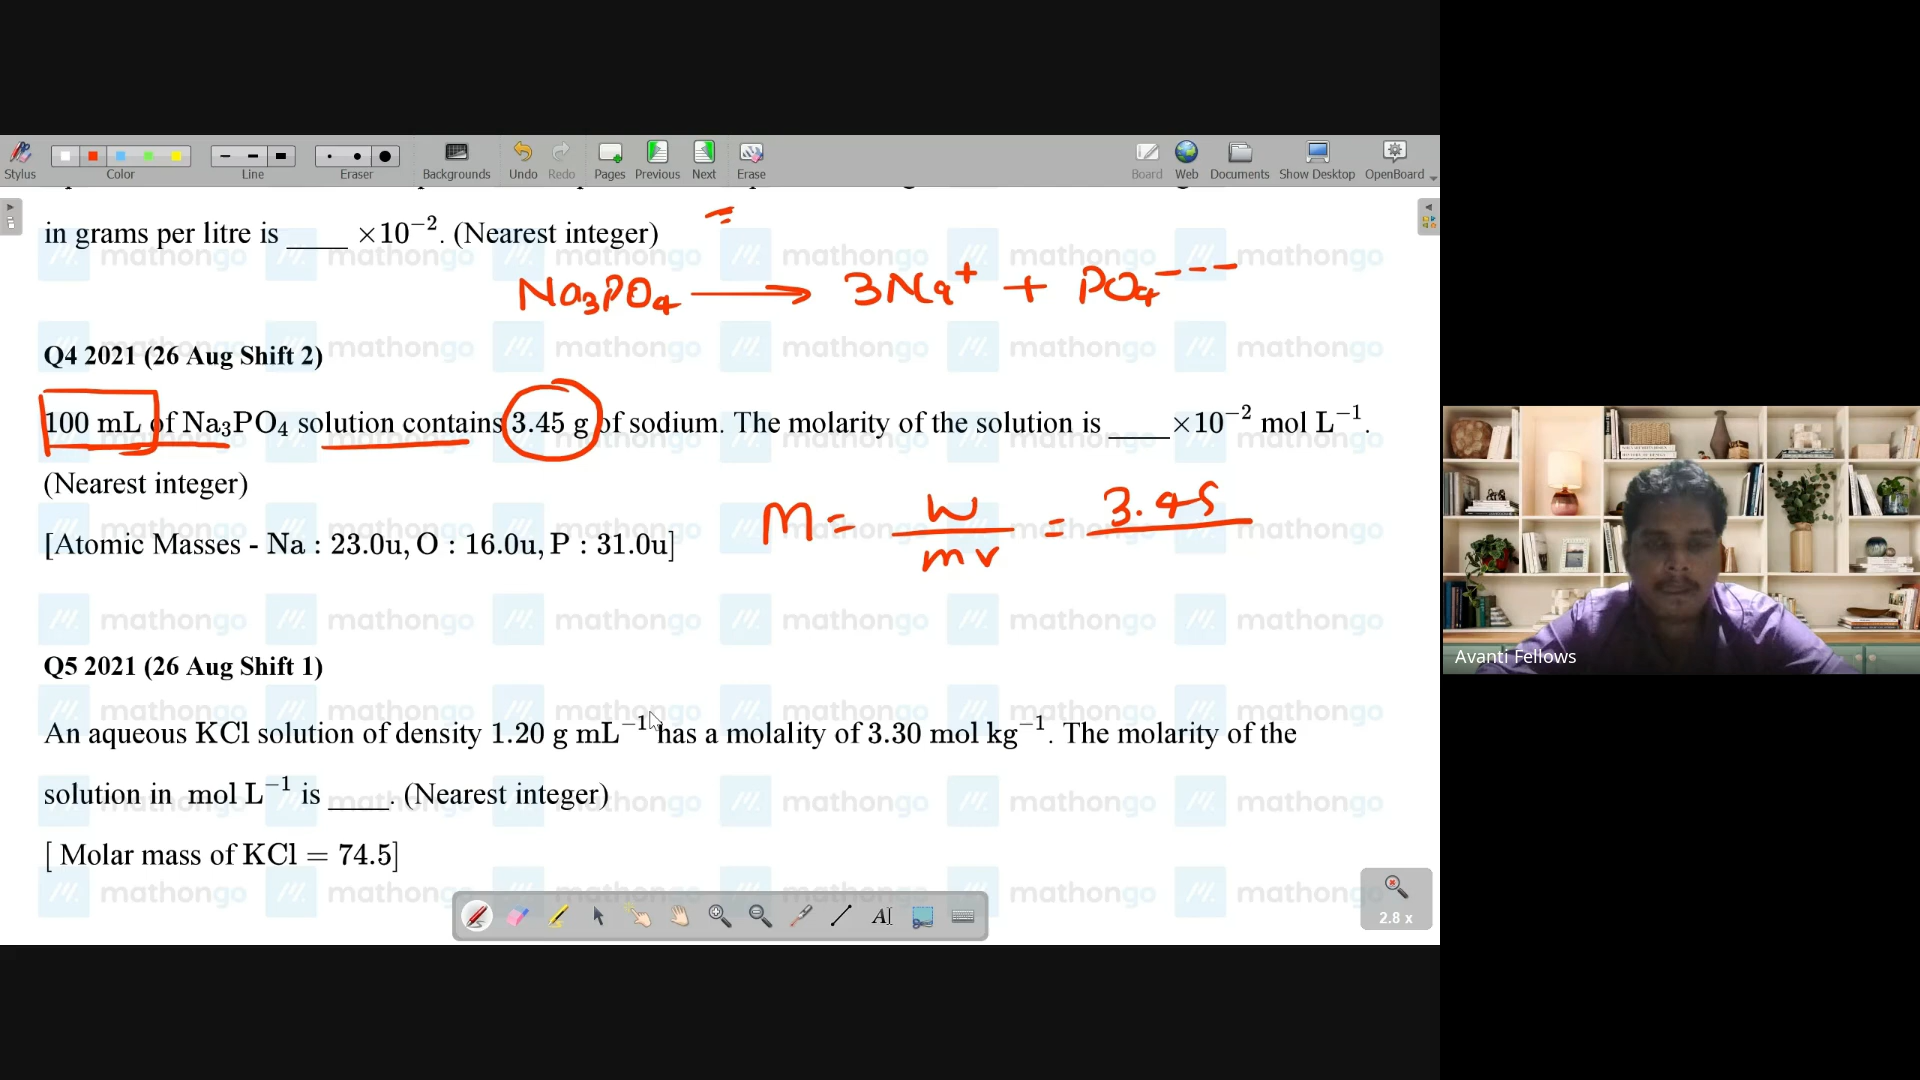 Stylus
Color
Line
Eraser
Backgrounds
Undo
Redo
Pages
Previous
Next
Erase
Board
Web
Documents
Show Desktop
OpenBoard
in grams per litre is ____ ×10⁻². (Nearest integer)
Na₃PO₄ ⟶ 3Na⁺ + PO₄⁻⁻⁻
Q4 2021 (26 Aug Shift 2)
100 mL of Na₃PO₄ solution contains 3.45 g of sodium. The molarity of the solution is ____×10⁻² mol L⁻¹.
(Nearest integer)
M = W / mv = 3.45
[Atomic Masses - Na : 23.0u, O : 16.0u, P : 31.0u]
Q5 2021 (26 Aug Shift 1)
An aqueous KCl solution of density 1.20 g mL⁻¹ has a molality of 3.30 mol kg⁻¹. The molarity of the
solution in mol L⁻¹ is ____. (Nearest integer)
[ Molar mass of KCl = 74.5]
mathongo
2.8 x
Avanti Fellows